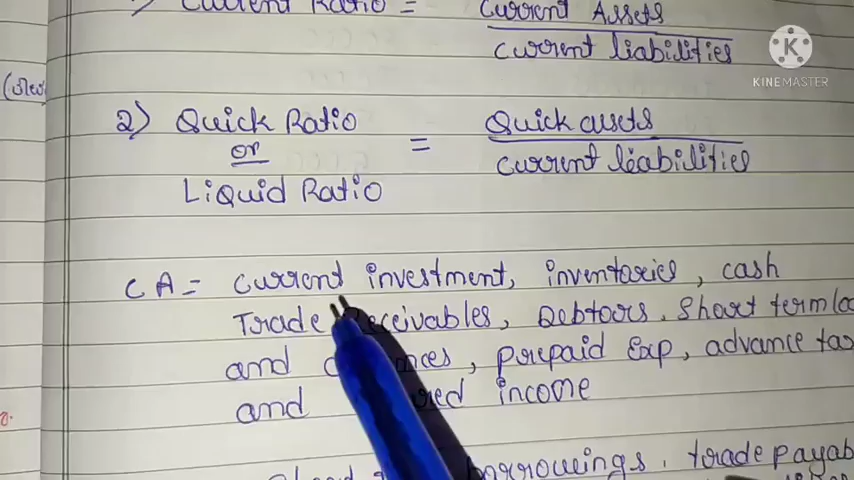 Current Ratio = Current Assets
Current liabilities
KINEMASTER
2) Quick Ratio = Quick assets
or
Liquid Ratio
Current liabilities
CA = Current investment, inventories, cash
Trade Receivables, Debtors, Short term
and, prepaid Exp, advance tax
and income
borrowings, trade payab